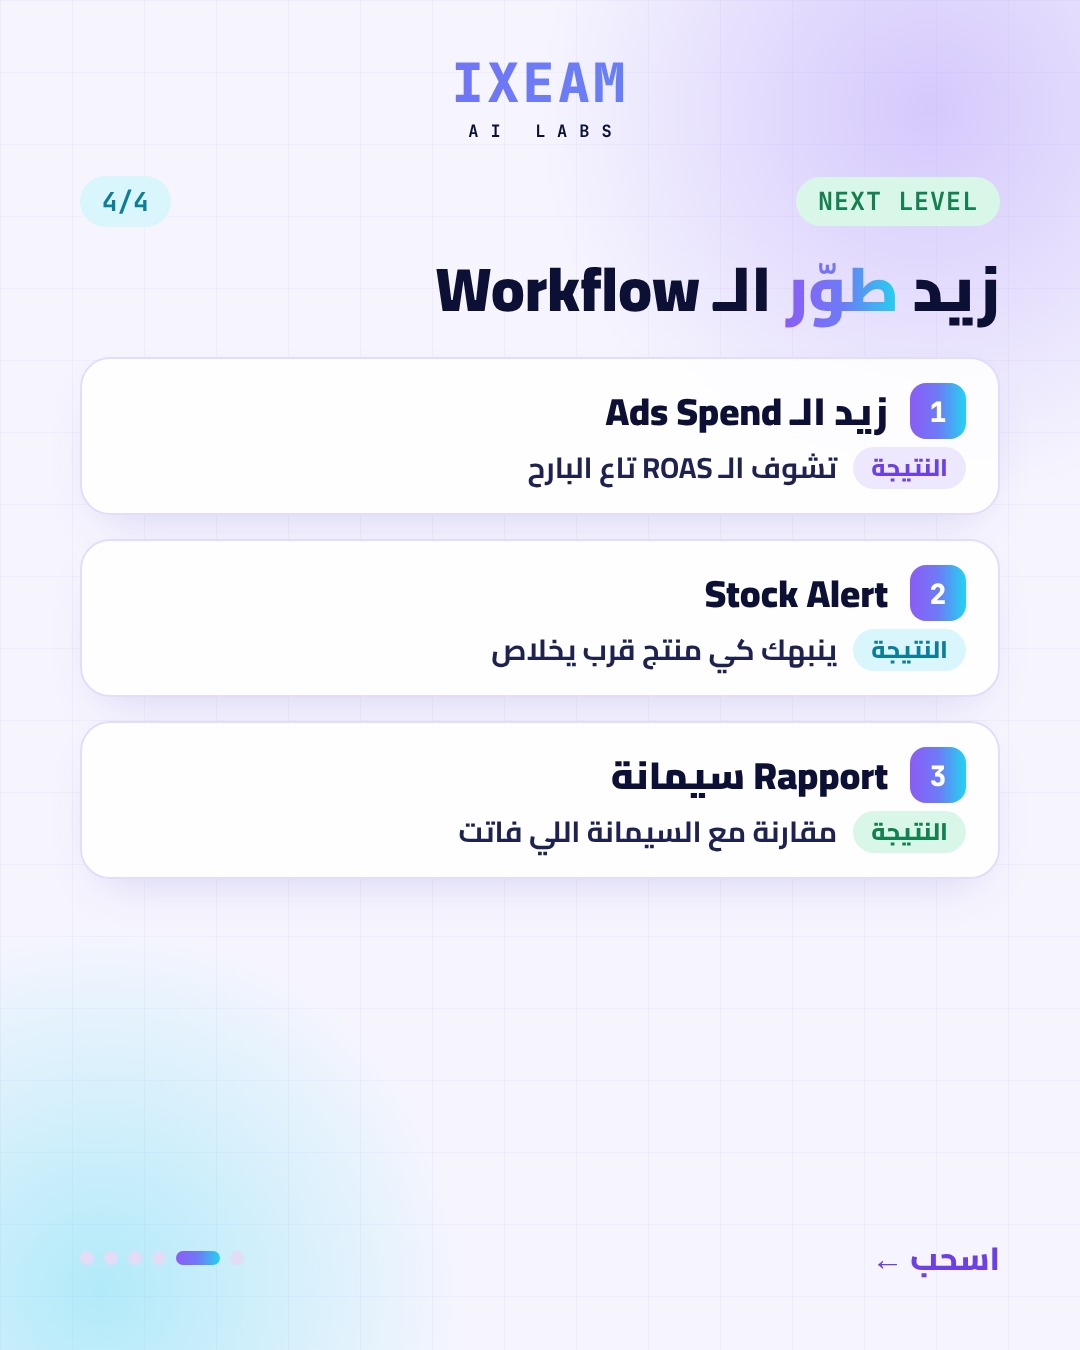 IXEAM
AI LABS
NEXT LEVEL
4/4
زيد طوّر الـ Workflow
1
زيد الـ Ads Spend
النتيجة تشوف الـ ROAS تاع البارح
2
Stock Alert
النتيجة ينبهك كي منتج قرب يخلاص
3
Rapport سيمانة
النتيجة مقارنة مع السيمانة اللي فاتت
اسحب ←